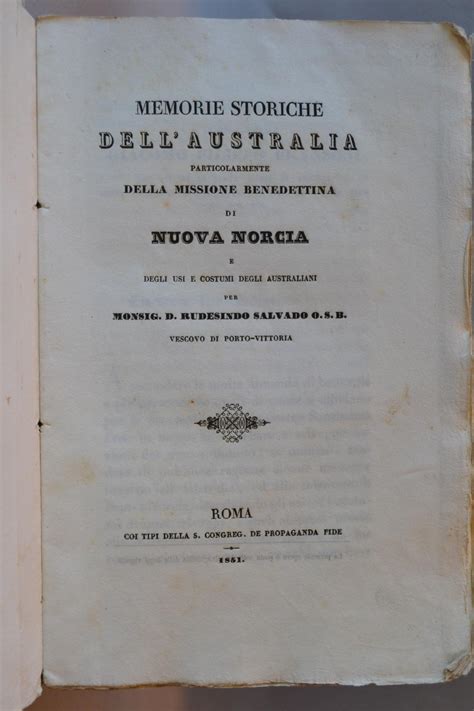 MEMORIE STORICHE
DELL'AUSTRALIA
PARTICOLARMENTE
DELLA MISSIONE BENEDETTINA
DI
NUOVA NORCIA
E
DEGLI USI E COSTUMI DEGLI AUSTRALIANI
PER
MONSIG. D. RUDESINDO SALVADO O.S.B.
VESCOVO DI PORTO-VITTORIA
ROMA
COI TIPI DELLA S. CONGREG. DE PROPAGANDA FIDE
1851.